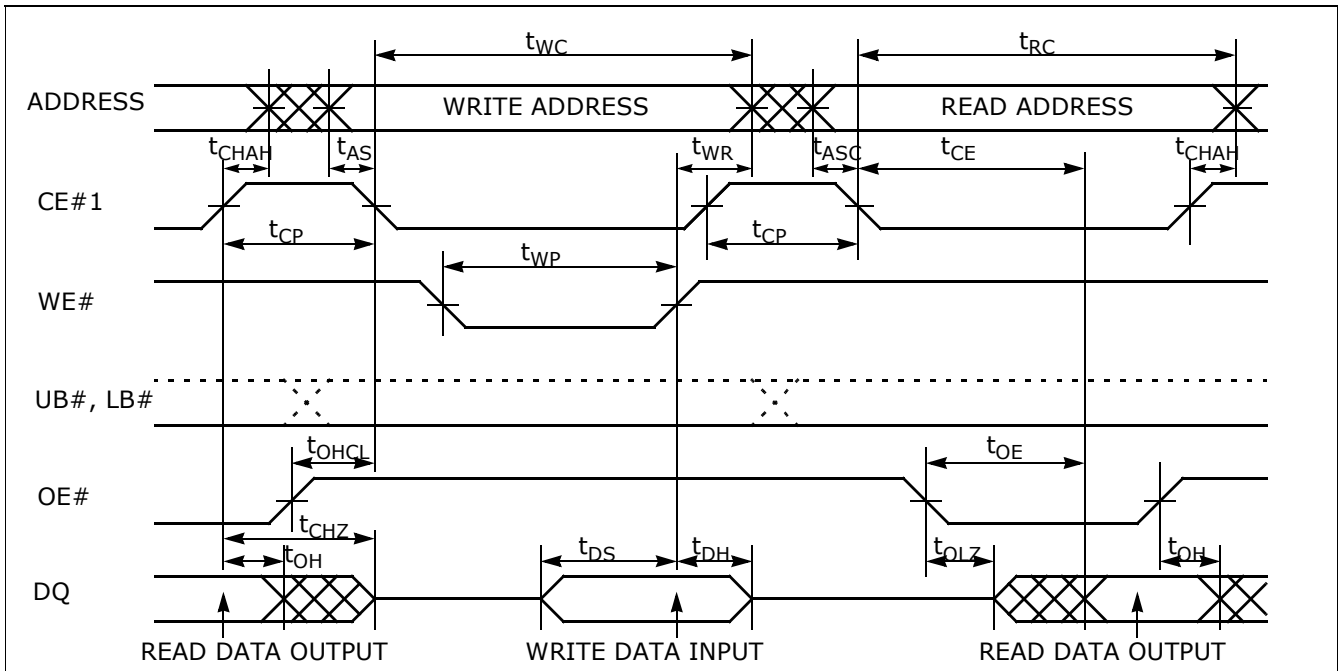 tWC
tRC
ADDRESS
WRITE ADDRESS
READ ADDRESS
tCHAH
tAS
tWR
tASC
tCE
tCHAH
CE#1
tCP
tCP
tWP
WE#
UB#, LB#
tOHCL
tOE
OE#
tCHZ
tOH
tDS
tDH
tOLZ
tOH
DQ
READ DATA OUTPUT
WRITE DATA INPUT
READ DATA OUTPUT